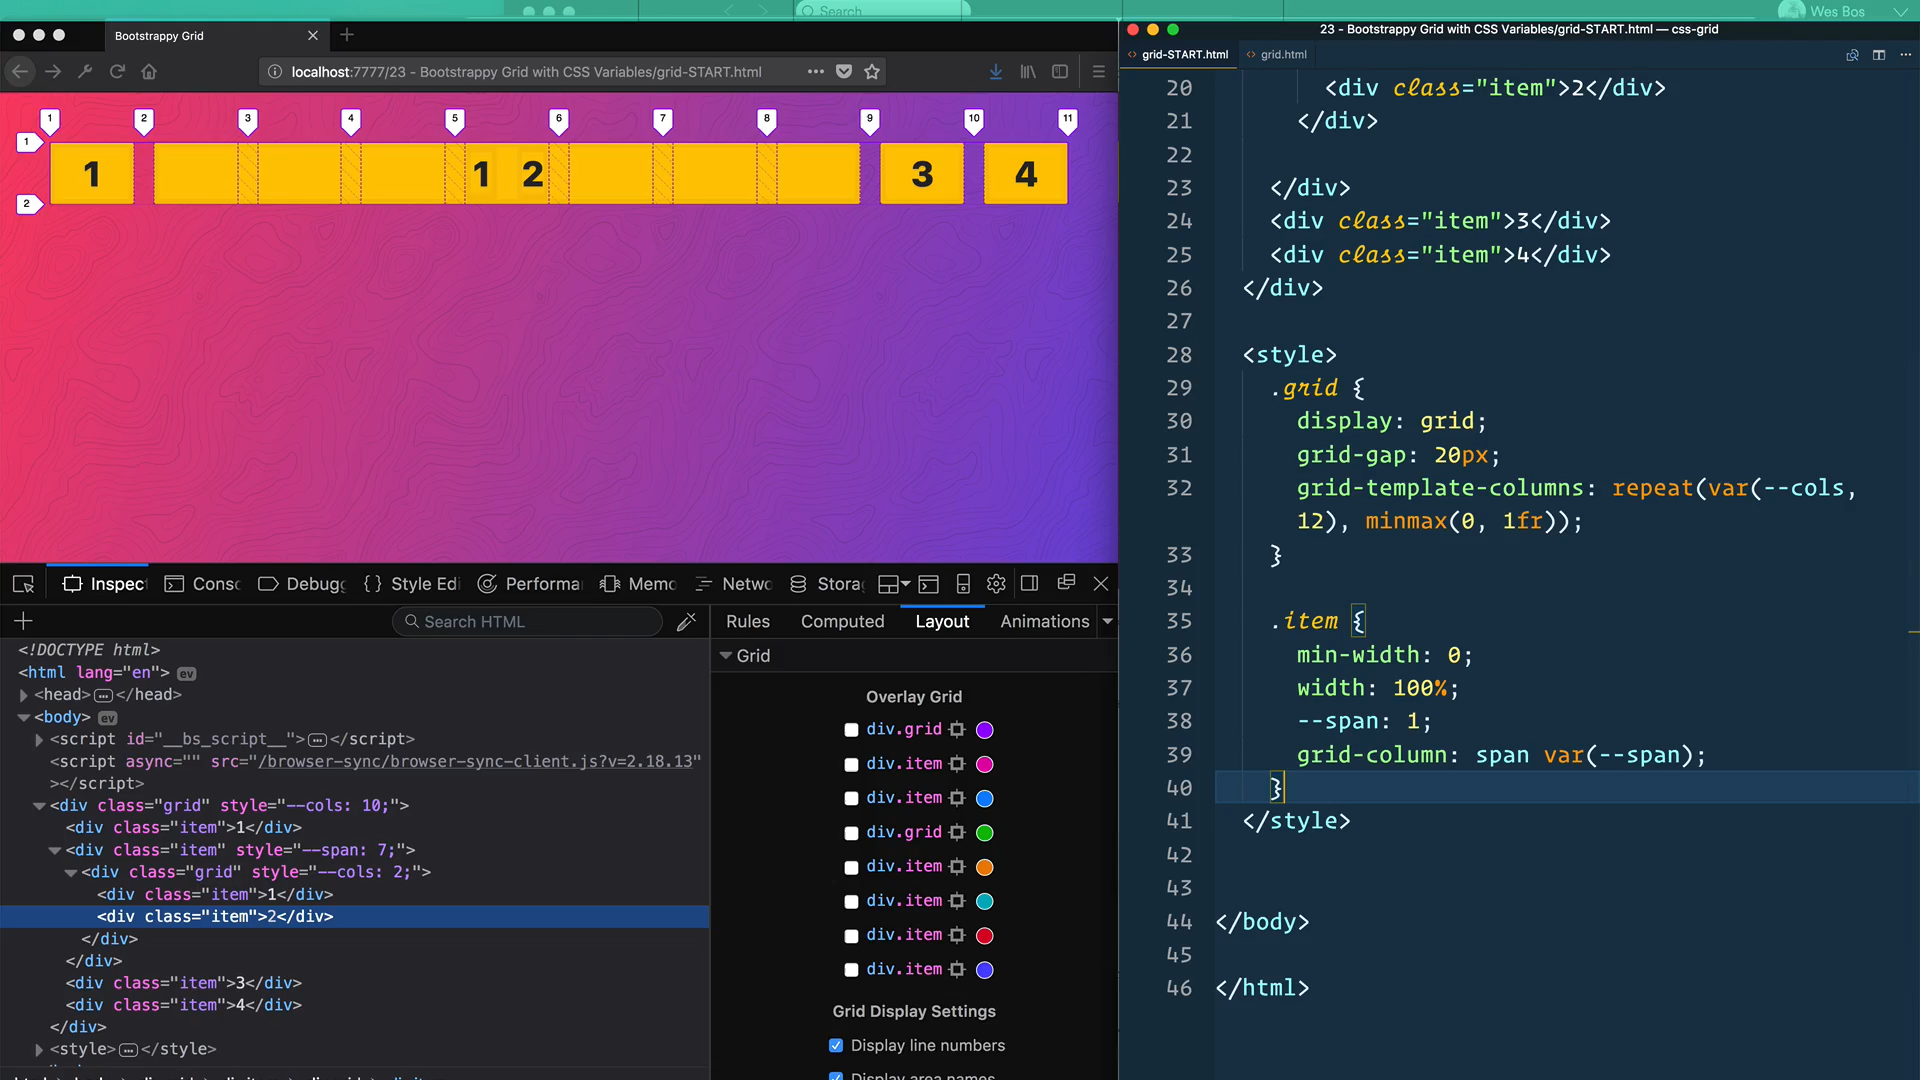 Search
Wes Bos
Bootstrappy Grid
localhost:7777/23 - Bootstrappy Grid with CSS Variables/grid-START.html
1 2 3 4 5 6 7 8 9 10 11
1
1 1 2 3 4
2
Inspec Consc Debugg Style Edi Performa Memo Netwo Storag
Search HTML
<!DOCTYPE html>
<html lang="en"> ev
<head> </head>
<body> ev
<script id="__bs_script__"> </script>
<script async="" src="/browser-sync/browser-sync-client.js?v=2.18.13"
></script>
<div class="grid" style="--cols: 10;">
<div class="item">1</div>
<div class="item" style="--span: 7;">
<div class="grid" style="--cols: 2;">
<div class="item">1</div>
<div class="item">2</div>
</div>
</div>
<div class="item">3</div>
<div class="item">4</div>
</div>
<style> </style>
Rules Computed Layout Animations
Grid
Overlay Grid
div.grid
div.item
div.item
div.grid
div.item
div.item
div.item
div.item
Grid Display Settings
Display line numbers
Display area names
23 - Bootstrappy Grid with CSS Variables/grid-START.html — css-grid
grid-START.html grid.html
20 <div class="item">2</div>
21 </div>
22
23 </div>
24 <div class="item">3</div>
25 <div class="item">4</div>
26 </div>
27
28 <style>
29 .grid {
30 display: grid;
31 grid-gap: 20px;
32 grid-template-columns: repeat(var(--cols,
12), minmax(0, 1fr));
33 }
34
35 .item {
36 min-width: 0;
37 width: 100%;
38 --span: 1;
39 grid-column: span var(--span);
40 }
41 </style>
42
43
44 </body>
45
46 </html>